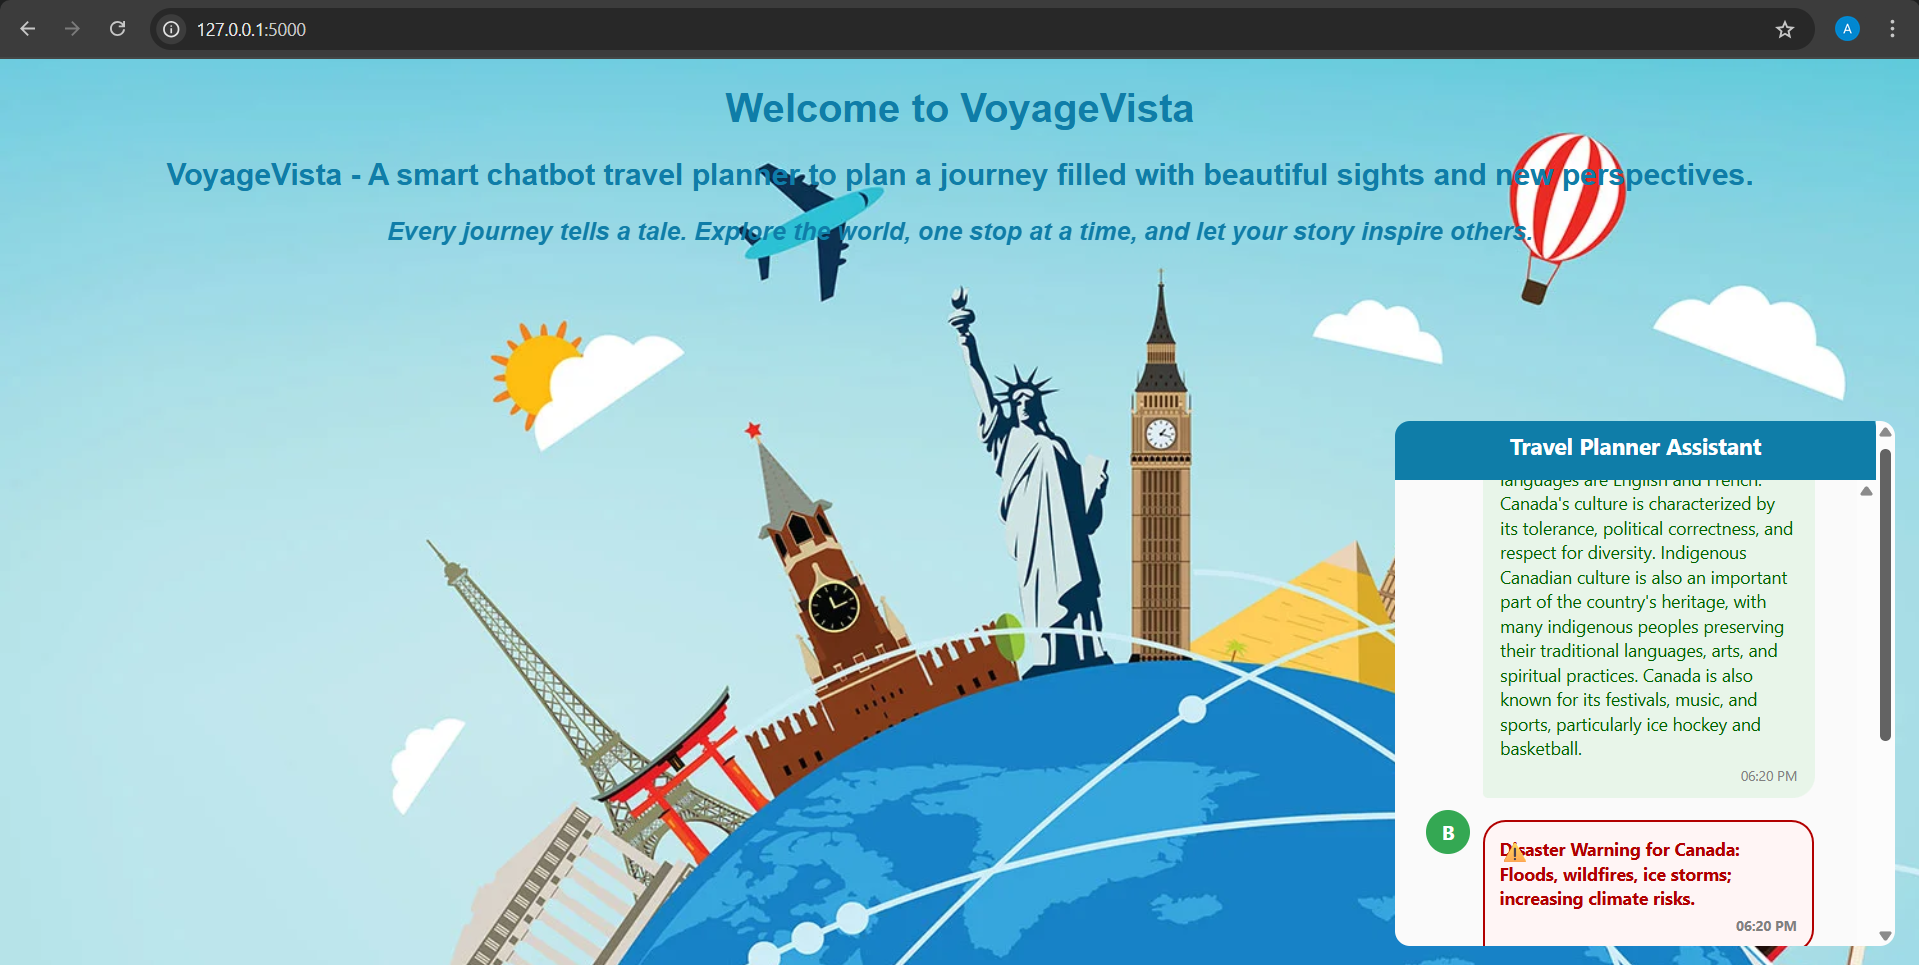 127.0.0.1:5000
A
Welcome to VoyageVista
VoyageVista - A smart chatbot travel planner to plan a journey filled with beautiful sights and new perspectives.
Every journey tells a tale. Explore the world, one stop at a time, and let your story inspire others.
Travel Planner Assistant
languages are English and French.
Canada's culture is characterized by
its tolerance, political correctness, and
respect for diversity. Indigenous
Canadian culture is also an important
part of the country's heritage, with
many indigenous peoples preserving
their traditional languages, arts, and
spiritual practices. Canada is also
known for its festivals, music, and
sports, particularly ice hockey and
basketball.
06:20 PM
B
Disaster Warning for Canada:
Floods, wildfires, ice storms;
increasing climate risks.
06:20 PM